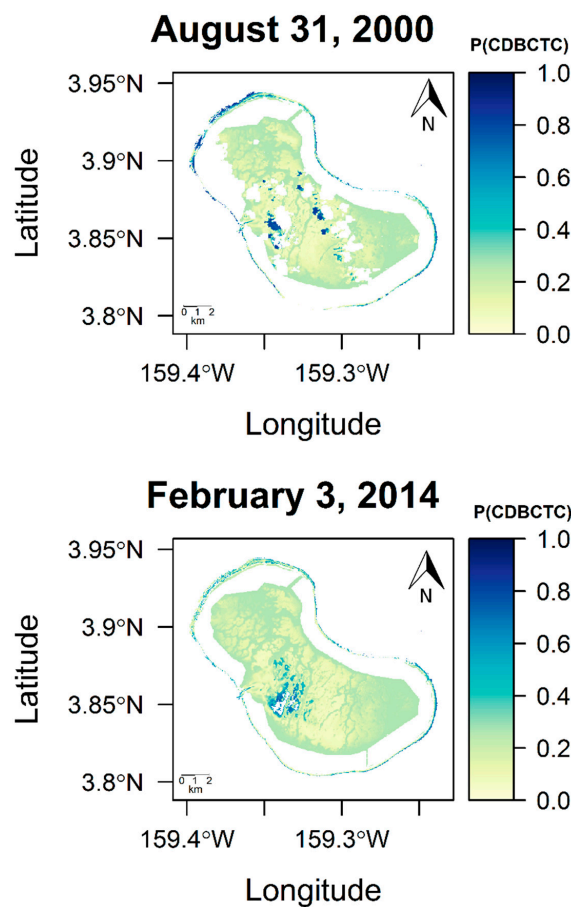 August 31, 2000
P(CDBCTC)
3.95°N
3.9°N
3.85°N
3.8°N
Latitude
N
0 1 2
km
1.0
0.8
0.6
0.4
0.2
0.0
159.4°W
159.3°W
Longitude
February 3, 2014
P(CDBCTC)
3.95°N
3.9°N
3.85°N
3.8°N
Latitude
N
0 1 2
km
1.0
0.8
0.6
0.4
0.2
0.0
159.4°W
159.3°W
Longitude